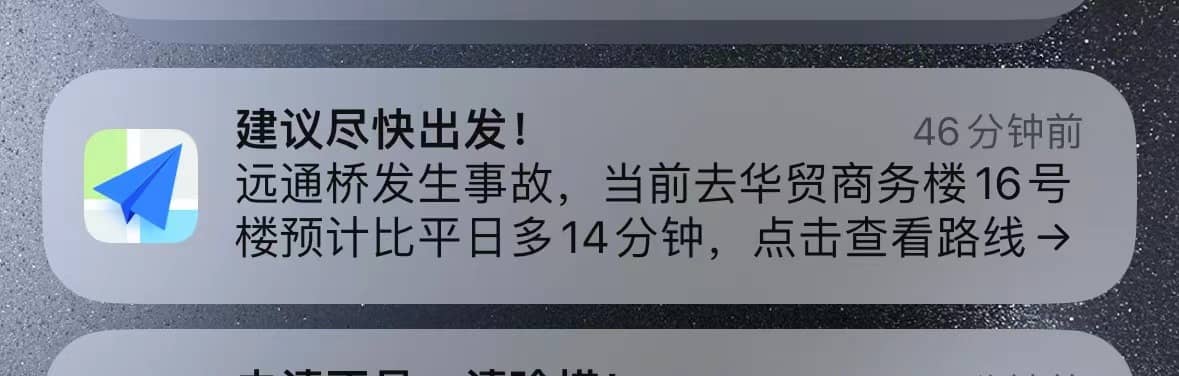 建议尽快出发！
46分钟前
远通桥发生事故，当前去华贸商务楼16号
楼预计比平日多14分钟，点击查看路线→